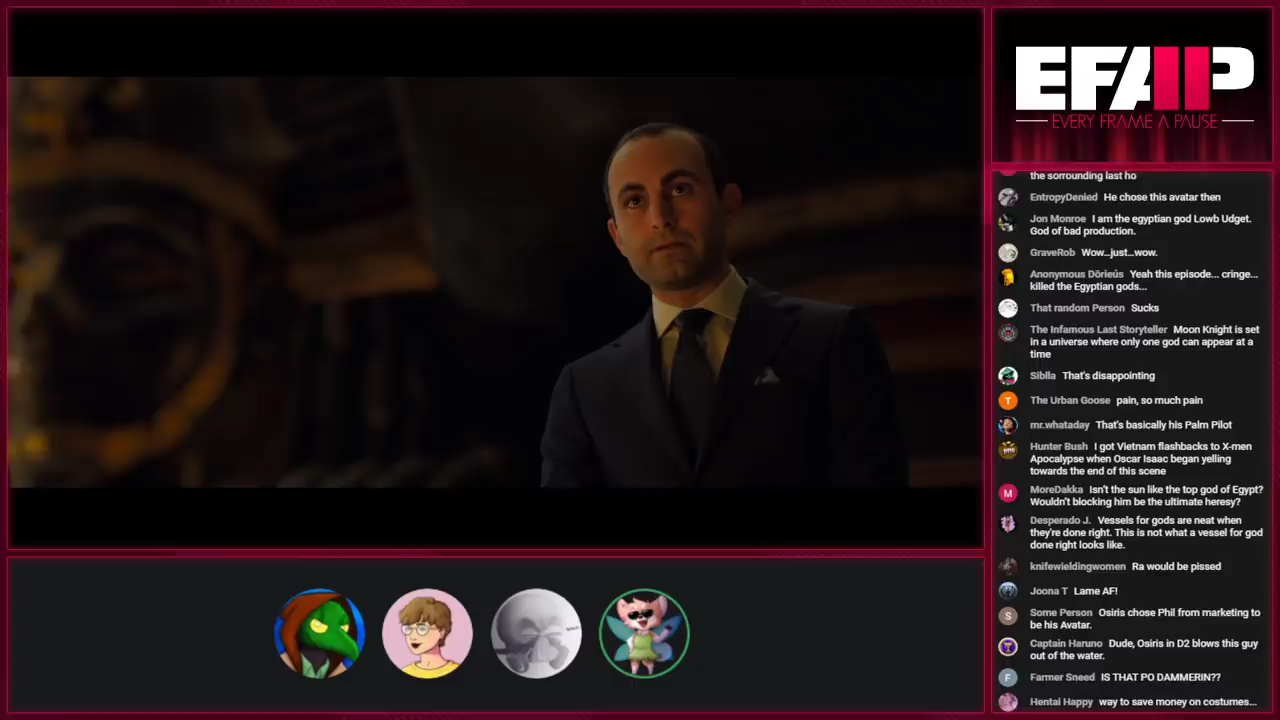 EFAP
EVERY FRAME A PAUSE
the sorrounding last ho
EntropyDenied He chose this avatar then
Jon Monroe I am the egyptian god Lowb Udget.
God of bad production.
GraveRob Wow...just...wow.
Anonymous Dōrieús Yeah this episode... cringe...
killed the Egyptian gods...
That random Person Sucks
The Infamous Last Storyteller Moon Knight is set
in a universe where only one god can appear at a
time
Siblla That's disappointing
T The Urban Goose pain, so much pain
mr.whataday That's basically his Palm Pilot
Hunter Bush I got Vietnam flashbacks to X-men
Apocalypse when Oscar Isaac began yelling
towards the end of this scene
M MoreDakka Isn't the sun like the top god of Egypt?
Wouldn't blocking him be the ultimate heresy?
Desperado J. Vessels for gods are neat when
they're done right. This is not what a vessel for god
done right looks like.
knifewieldingwomen Ra would be pissed
Joona T Lame AF!
S Some Person Osiris chose Phil from marketing to
be his Avatar.
Captain Haruno Dude, Osiris in D2 blows this guy
out of the water.
F Farmer Sneed IS THAT PO DAMMERIN??
Hentai Happy way to save money on costumes...